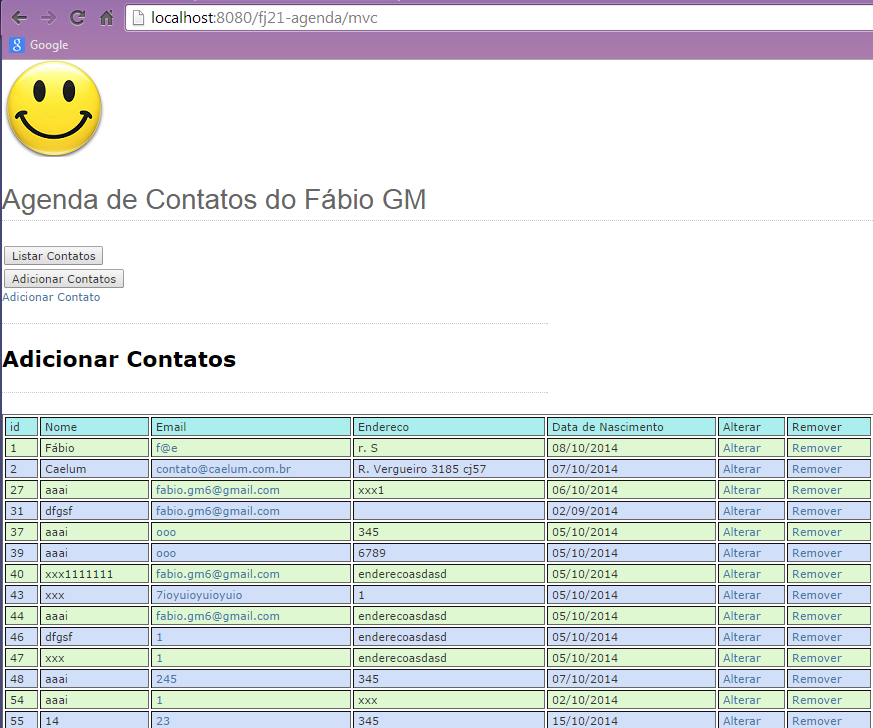 localhost:8080/fj21-agenda/mvc
8 Google
Agenda de Contatos do Fábio GM
Listar Contatos
Adicionar Contatos
Adicionar Contato
Adicionar Contatos
id Nome Email Endereco Data de Nascimento Alterar Remover
1 Fábio f@e r. S 08/10/2014 Alterar Remover
2 Caelum contato@caelum.com.br R. Vergueiro 3185 cj57 07/10/2014 Alterar Remover
27 aaai fabio.gm6@gmail.com xxx1 06/10/2014 Alterar Remover
31 dfgsf fabio.gm6@gmail.com 02/09/2014 Alterar Remover
37 aaai ooo 345 05/10/2014 Alterar Remover
39 aaai ooo 6789 05/10/2014 Alterar Remover
40 xxx1111111 fabio.gm6@gmail.com enderecoasdasd 05/10/2014 Alterar Remover
43 xxx 7ioyuioyuioyuio 1 05/10/2014 Alterar Remover
44 aaai fabio.gm6@gmail.com enderecoasdasd 05/10/2014 Alterar Remover
46 dfgsf 1 enderecoasdasd 05/10/2014 Alterar Remover
47 xxx 1 enderecoasdasd 05/10/2014 Alterar Remover
48 aaai 245 345 07/10/2014 Alterar Remover
54 aaai 1 xxx 02/10/2014 Alterar Remover
55 14 23 345 15/10/2014 Alterar Remover